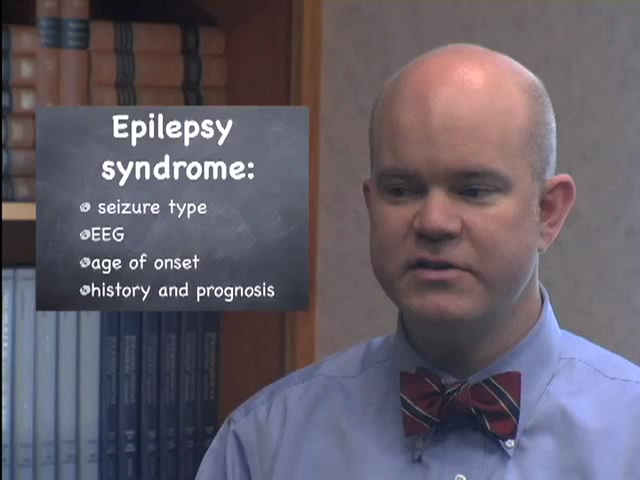 Epilepsy
syndrome:
seizure type
EEG
age of onset
history and prognosis